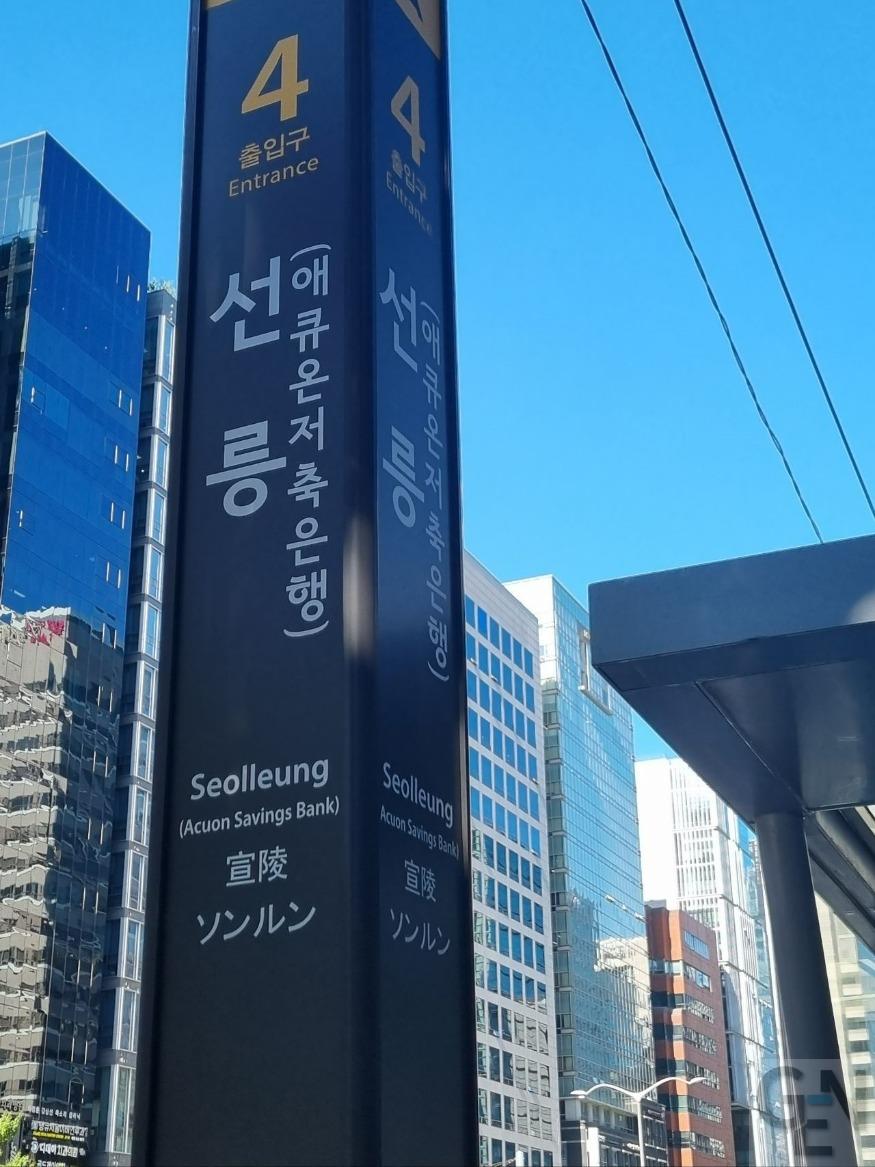 4
출입구
Entrance
선릉
(애큐온저축은행)
Seolleung
(Acuon Savings Bank)
宣陵
ソンルン
4
출입구
Entrance
선릉
(애큐온저축은행)
Seolleung
Acuon Savings Bank)
宣陵
ソンルン